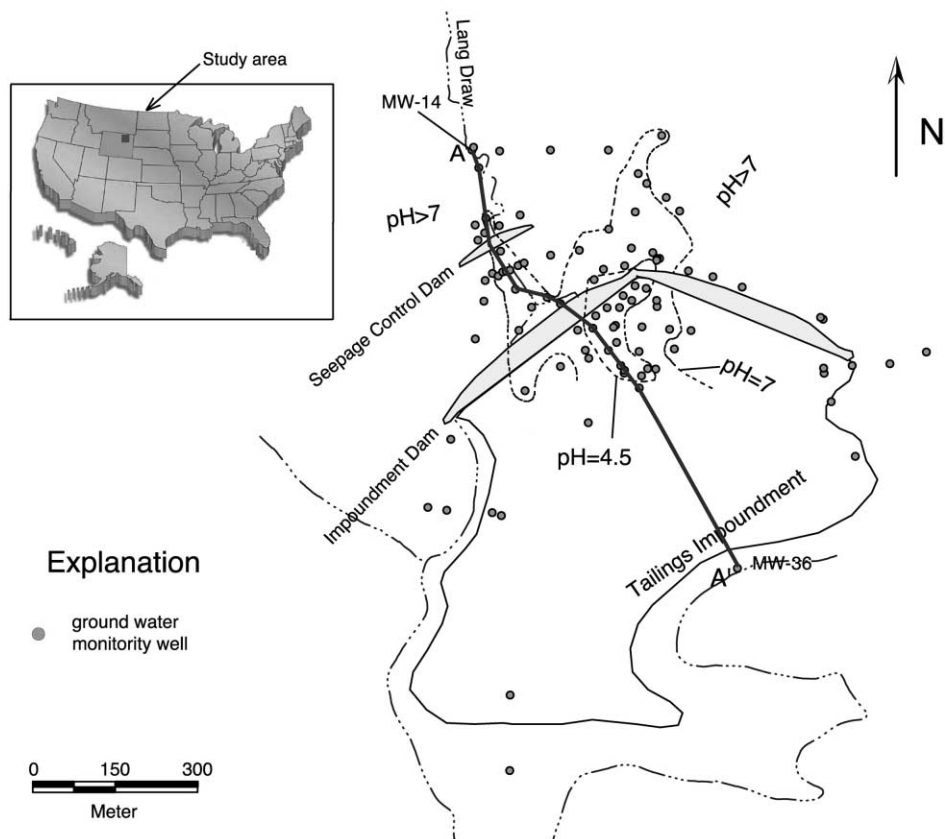 Study area
Lang Draw
MW-14
A
N
pH>7
pH>7
Seepage Control Dam
pH=7
pH=4.5
Impoundment Dam
Tailings Impoundment
A'
MW-36
Explanation
ground water
monitority well
0 150 300
Meter